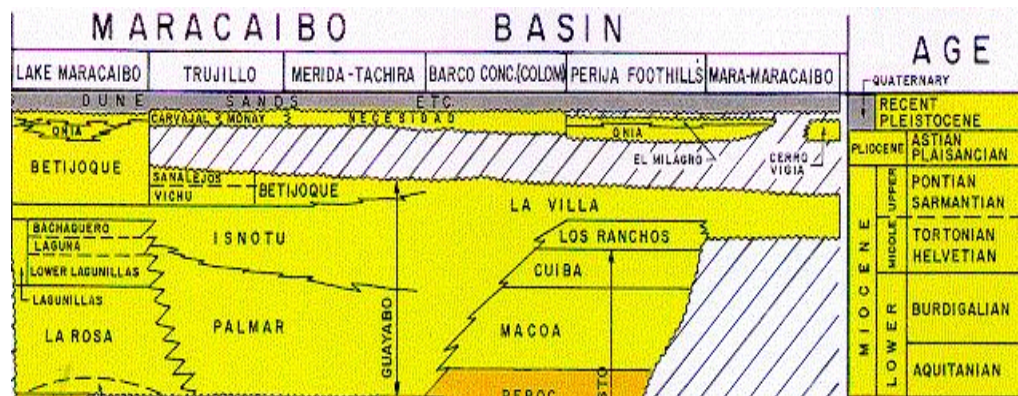 MARACAIBO BASIN
AGE
LAKE MARACAIBO
TRUJILLO
MERIDA-TACHIRA
BARCO CONC.(COLOM)
PERIJA FOOTHILLS
MARA-MARACAIBO
QUATERNARY
DUNE SANDS ETC
RECENT
PLEISTOCENE
ONIA
CARVAJAL
MONAY
NECESIDAD
ONIA
EL MILAGRO
CERRO
VIGIA
PLIOCENE
ASTIAN
PLAISANCIAN
BETIJOQUE
SANALEJOS
VICHU
BETIJOQUE
LA VILLA
UPPER
PONTIAN
SARMANTIAN
BACHAQUERO
LAGUNA
LOWER LAGUNILLAS
LAGUNILLAS
ISNOTU
LOS RANCHOS
CUIBA
MIOCENE
MIDLE
TORTONIAN
HELVETIAN
LA ROSA
PALMAR
GUAYABO
MACOA
LOWER
BURDIGALIAN
AQUITANIAN